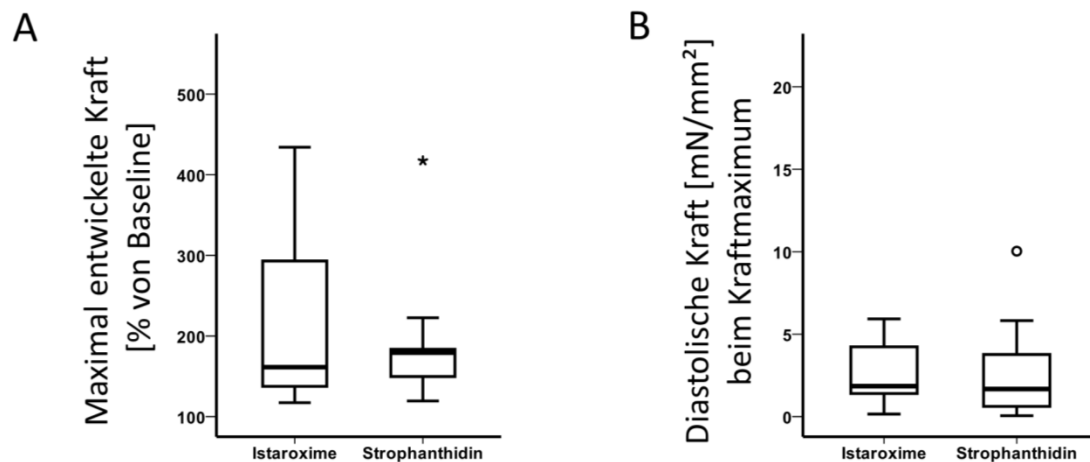 A
Maximal entwickelte Kraft
[% von Baseline]
500
400
300
200
100
Istaroxime Strophanthidin
B
Diastolische Kraft [mN/mm²]
beim Kraftmaximum
20
15
10
5
0
Istaroxime Strophanthidin